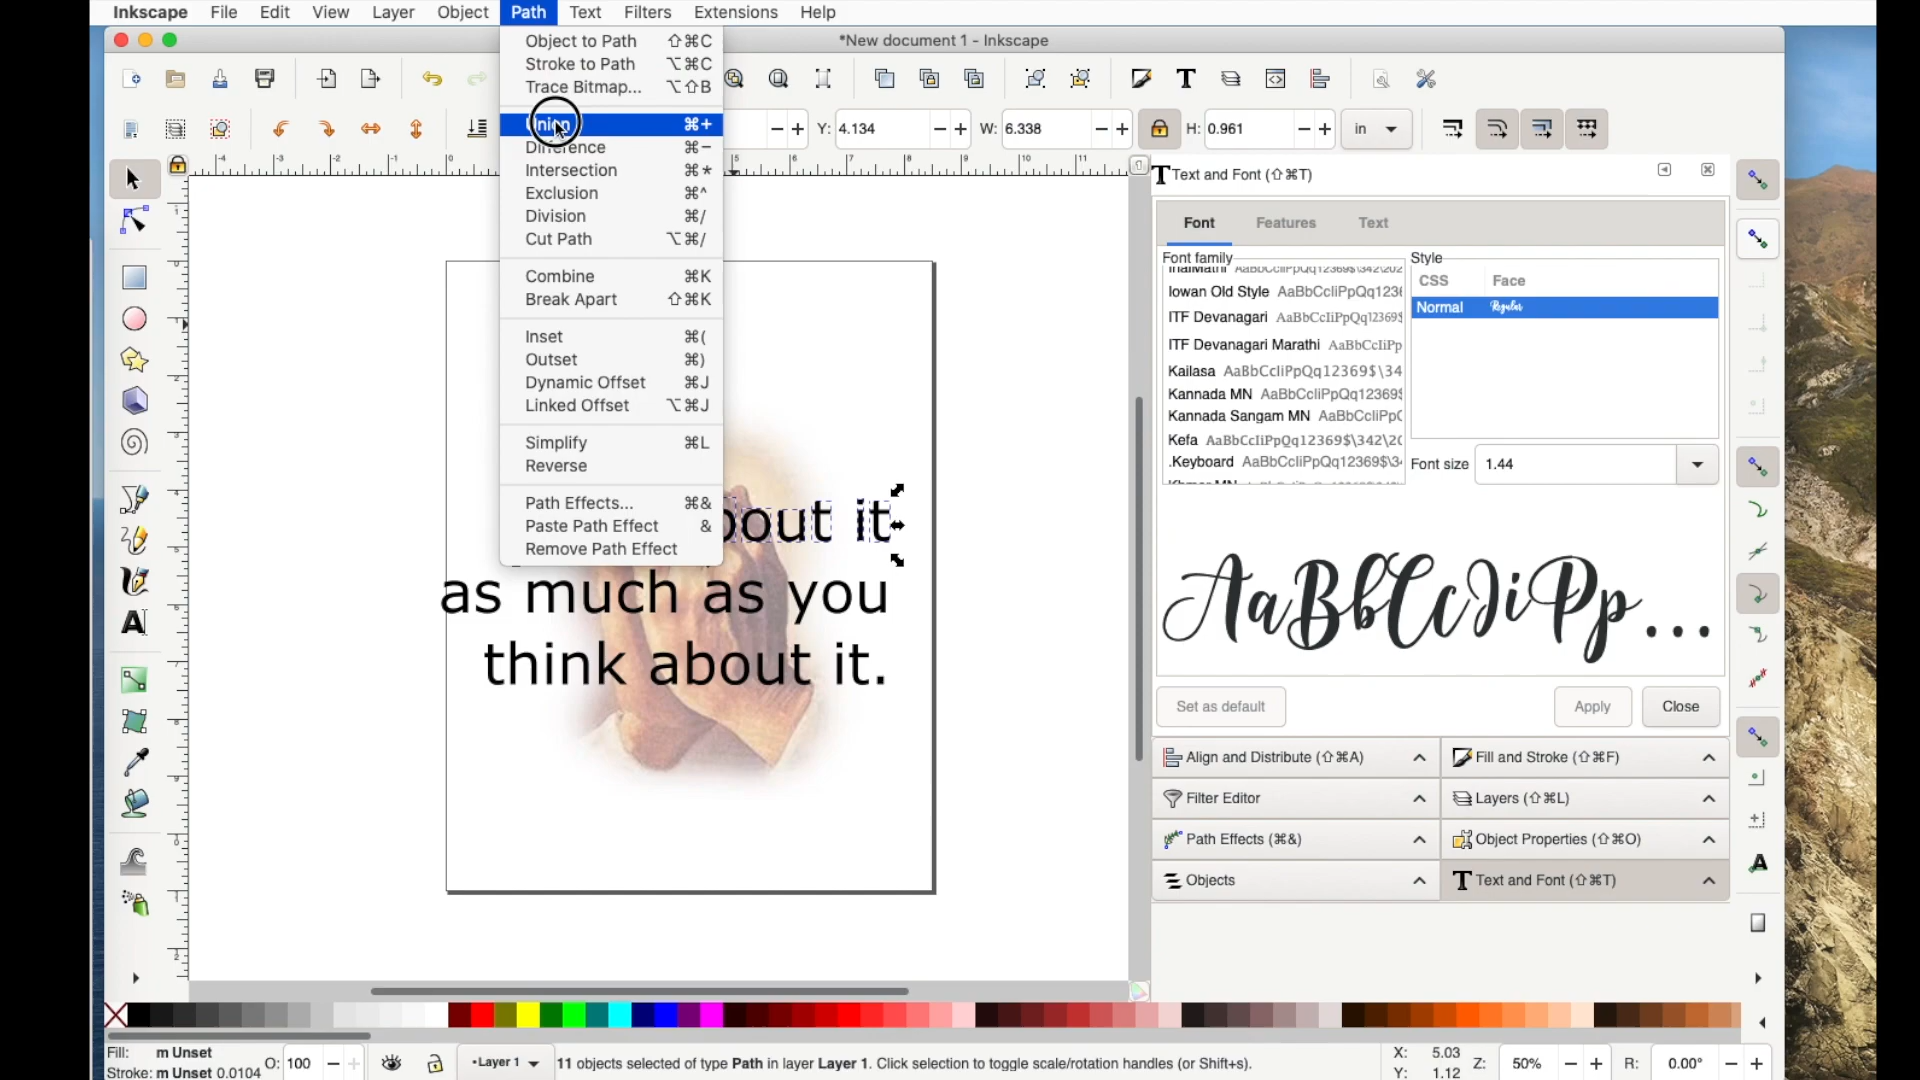 Inkscape File Edit View Layer Object Path Text Filters Extensions Help
*New document 1 - Inkscape
Object to Path ⇧⌘C
Stroke to Path ⌥⌘C
Trace Bitmap... ⌥⇧B
Union ⌘+
Difference ⌘−
Intersection ⌘*
Exclusion ⌘^
Division ⌘/
Cut Path ⌥⌘/
Combine ⌘K
Break Apart ⇧⌘K
Inset ⌘(
Outset ⌘)
Dynamic Offset ⌘J
Linked Offset ⌥⌘J
Simplify ⌘L
Reverse
Path Effects... ⌘&
Paste Path Effect &
Remove Path Effect
Y: 4.134 W: 6.338 H: 0.961 in
bout it
as much as you
think about it.
Text and Font (⇧⌘T)
Font Features Text
Font family
Iowan Old Style AaBbCcIiPpQq1236
ITF Devanagari AaBbCcIiPpQq12369$
ITF Devanagari Marathi AaBbCcIiPp
Kailasa AaBbCcIiPpQq12369$\34
Kannada MN AaBbCcIiPpQq12369$
Kannada Sangam MN AaBbCcIiPpC
Kefa AaBbCcIiPpQq12369$\342\20
.Keyboard AaBbCcIiPpQq12369$\3
Style
CSS Face
Normal Regular
Font size 1.44
AaBbCcIiPp...
Set as default Apply Close
Align and Distribute (⇧⌘A) Fill and Stroke (⇧⌘F)
Filter Editor Layers (⇧⌘L)
Path Effects (⌘&) Object Properties (⇧⌘O)
Objects Text and Font (⇧⌘T)
Fill: m Unset
Stroke: m Unset 0.0104
O: 100
•Layer 1
11 objects selected of type Path in layer Layer 1. Click selection to toggle scale/rotation handles (or Shift+s).
X: 5.03
Y: 1.12
Z: 50% R: 0.00°